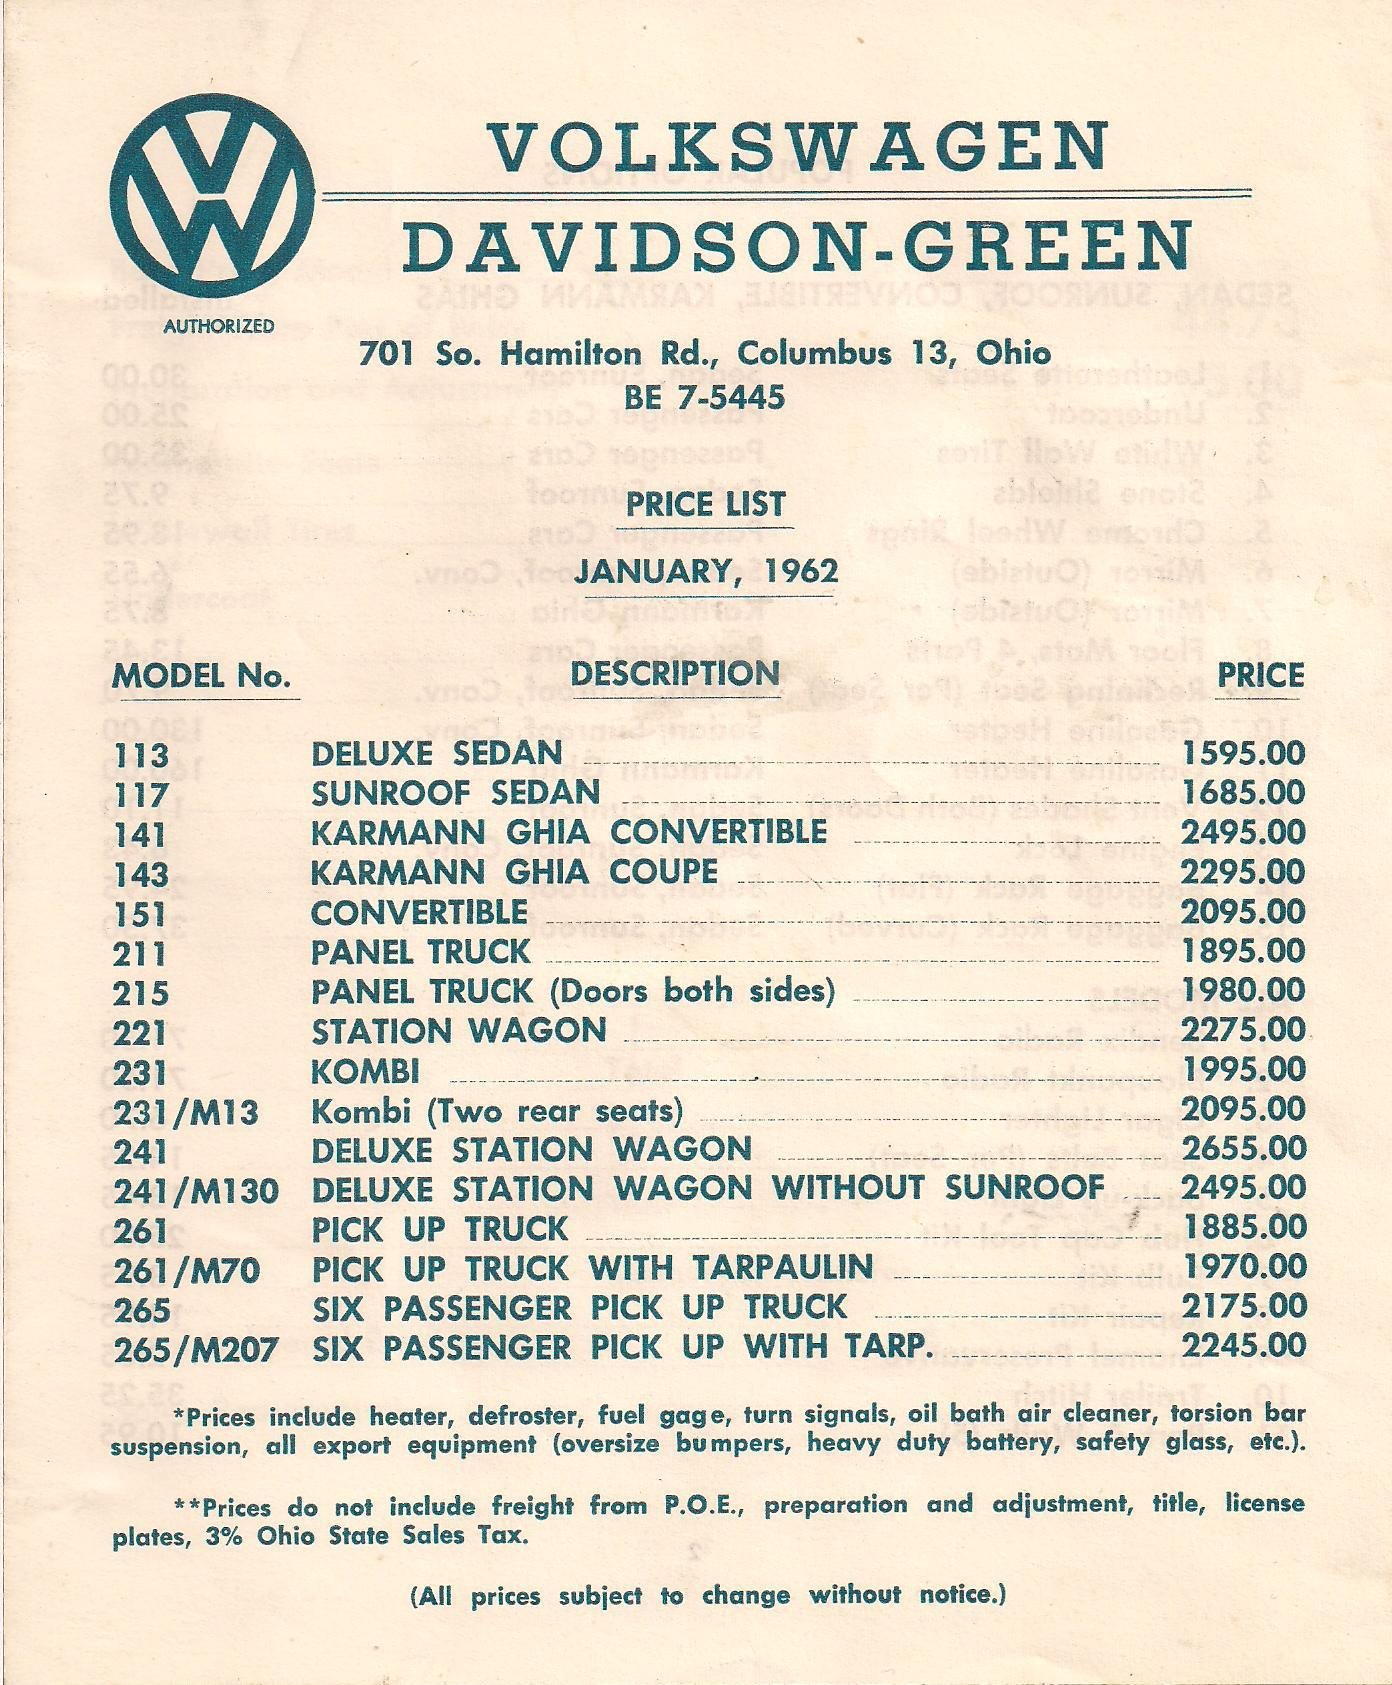 VOLKSWAGEN
DAVIDSON-GREEN
AUTHORIZED
701 So. Hamilton Rd., Columbus 13, Ohio
BE 7-5445
PRICE LIST
JANUARY, 1962
MODEL No. DESCRIPTION PRICE
113 DELUXE SEDAN 1595.00
117 SUNROOF SEDAN 1685.00
141 KARMANN GHIA CONVERTIBLE 2495.00
143 KARMANN GHIA COUPE 2295.00
151 CONVERTIBLE 2095.00
211 PANEL TRUCK 1895.00
215 PANEL TRUCK (Doors both sides) 1980.00
221 STATION WAGON 2275.00
231 KOMBI 1995.00
231/M13 Kombi (Two rear seats) 2095.00
241 DELUXE STATION WAGON 2655.00
241/M130 DELUXE STATION WAGON WITHOUT SUNROOF 2495.00
261 PICK UP TRUCK 1885.00
261/M70 PICK UP TRUCK WITH TARPAULIN 1970.00
265 SIX PASSENGER PICK UP TRUCK 2175.00
265/M207 SIX PASSENGER PICK UP WITH TARP. 2245.00
*Prices include heater, defroster, fuel gage, turn signals, oil bath air cleaner, torsion bar
suspension, all export equipment (oversize bumpers, heavy duty battery, safety glass, etc.).
**Prices do not include freight from P.O.E., preparation and adjustment, title, license
plates, 3% Ohio State Sales Tax.
(All prices subject to change without notice.)